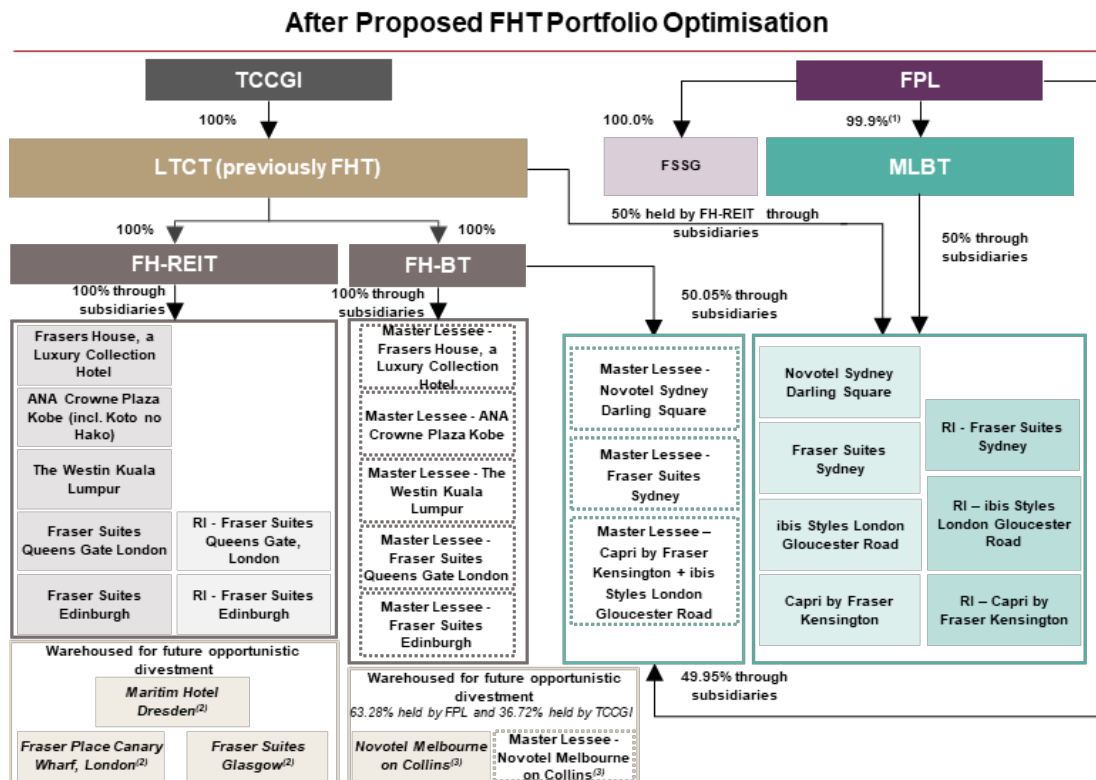 After Proposed FHT Portfolio Optimisation
TCCGI
FPL
100%
100.0%
99.9%(1)
LTCT (previously FHT)
FSSG
MLBT
50% held by FH-REIT through
subsidiaries
50% through
subsidiaries
100%
100%
FH-REIT
FH-BT
100% through
subsidiaries
100% through
subsidiaries
50.05% through
subsidiaries
Frasers House, a
Luxury Collection
Hotel
ANA Crowne Plaza
Kobe (incl. Koto no
Hako)
The Westin Kuala
Lumpur
Fraser Suites
Queens Gate London
RI - Fraser Suites
Queens Gate,
London
Fraser Suites
Edinburgh
RI - Fraser Suites
Edinburgh
Master Lessee -
Frasers House, a
Luxury Collection
Hotel
Master Lessee - ANA
Crowne Plaza Kobe
Master Lessee - The
Westin Kuala
Lumpur
Master Lessee -
Fraser Suites
Queens Gate London
Master Lessee -
Fraser Suites
Edinburgh
Master Lessee -
Novotel Sydney
Darling Square
Master Lessee -
Fraser Suites
Sydney
Master Lessee –
Capri by Fraser
Kensington + ibis
Styles London
Gloucester Road
Novotel Sydney
Darling Square
Fraser Suites
Sydney
ibis Styles London
Gloucester Road
Capri by Fraser
Kensington
RI - Fraser Suites
Sydney
RI – ibis Styles
London Gloucester
Road
RI – Capri by
Fraser Kensington
49.95% through
subsidiaries
Warehoused for future opportunistic
divestment
Maritim Hotel
Dresden(2)
Fraser Place Canary
Wharf, London(2)
Fraser Suites
Glasgow(2)
Warehoused for future opportunistic
divestment
63.28% held by FPL and 36.72% held by TCCGI
Novotel Melbourne
on Collins(3)
Master Lessee -
Novotel Melbourne
on Collins(3)